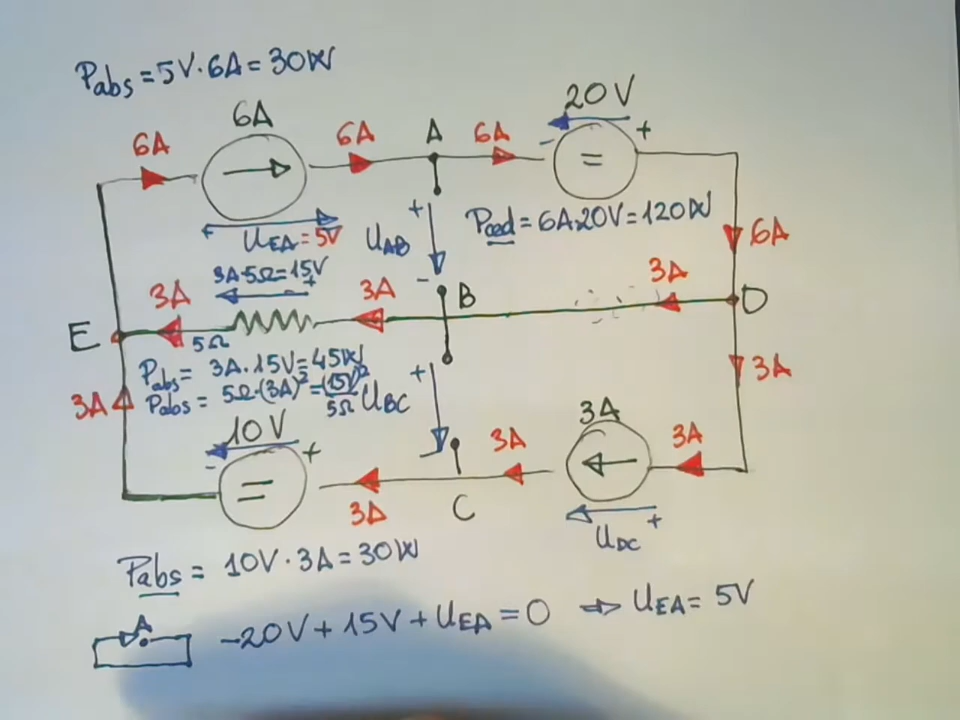 Pabs = 5V·6A = 30W
6A
6A
6A
A
6A
20V
+
-
=
UEA = 5V
Pced = 6A·20V = 120W
6A
+
UAB
-
3A·5Ω = 15V
+
3A
3A
B
3A
D
E
5Ω
Pabs = 3A·15V = 45W
Pabs = 5Ω·(3A)² = (15V)²/5Ω
3A
+
UBC
3A
10V
-
+
=
3A
3A
3A
3A
C
UDC
+
Pabs = 10V·3A = 30W
A
-20V + 15V + UEA = 0 ⇒ UEA = 5V